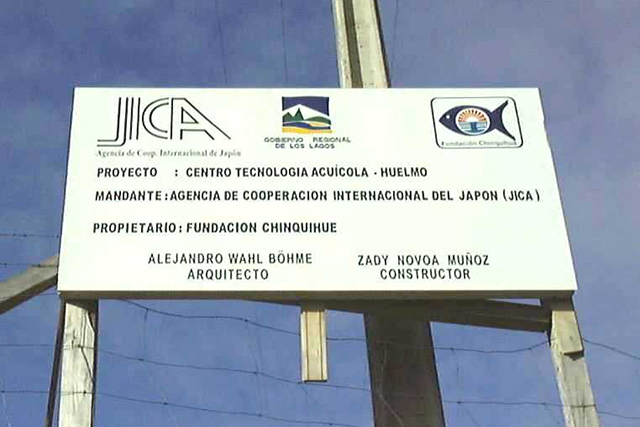 JICA
Agencia de Coop. Internacional de Japón
GOBIERNO REGIONAL
DE LOS LAGOS
Fundación Chinquihue
PROYECTO : CENTRO TECNOLOGIA ACUÍCOLA - HUELMO
MANDANTE : AGENCIA DE COOPERACION INTERNACIONAL DEL JAPON (JICA)
PROPIETARIO : FUNDACION CHINQUIHUE
ALEJANDRO WAHL BÖHME
ARQUITECTO
ZADY NOVOA MUÑOZ
CONSTRUCTOR